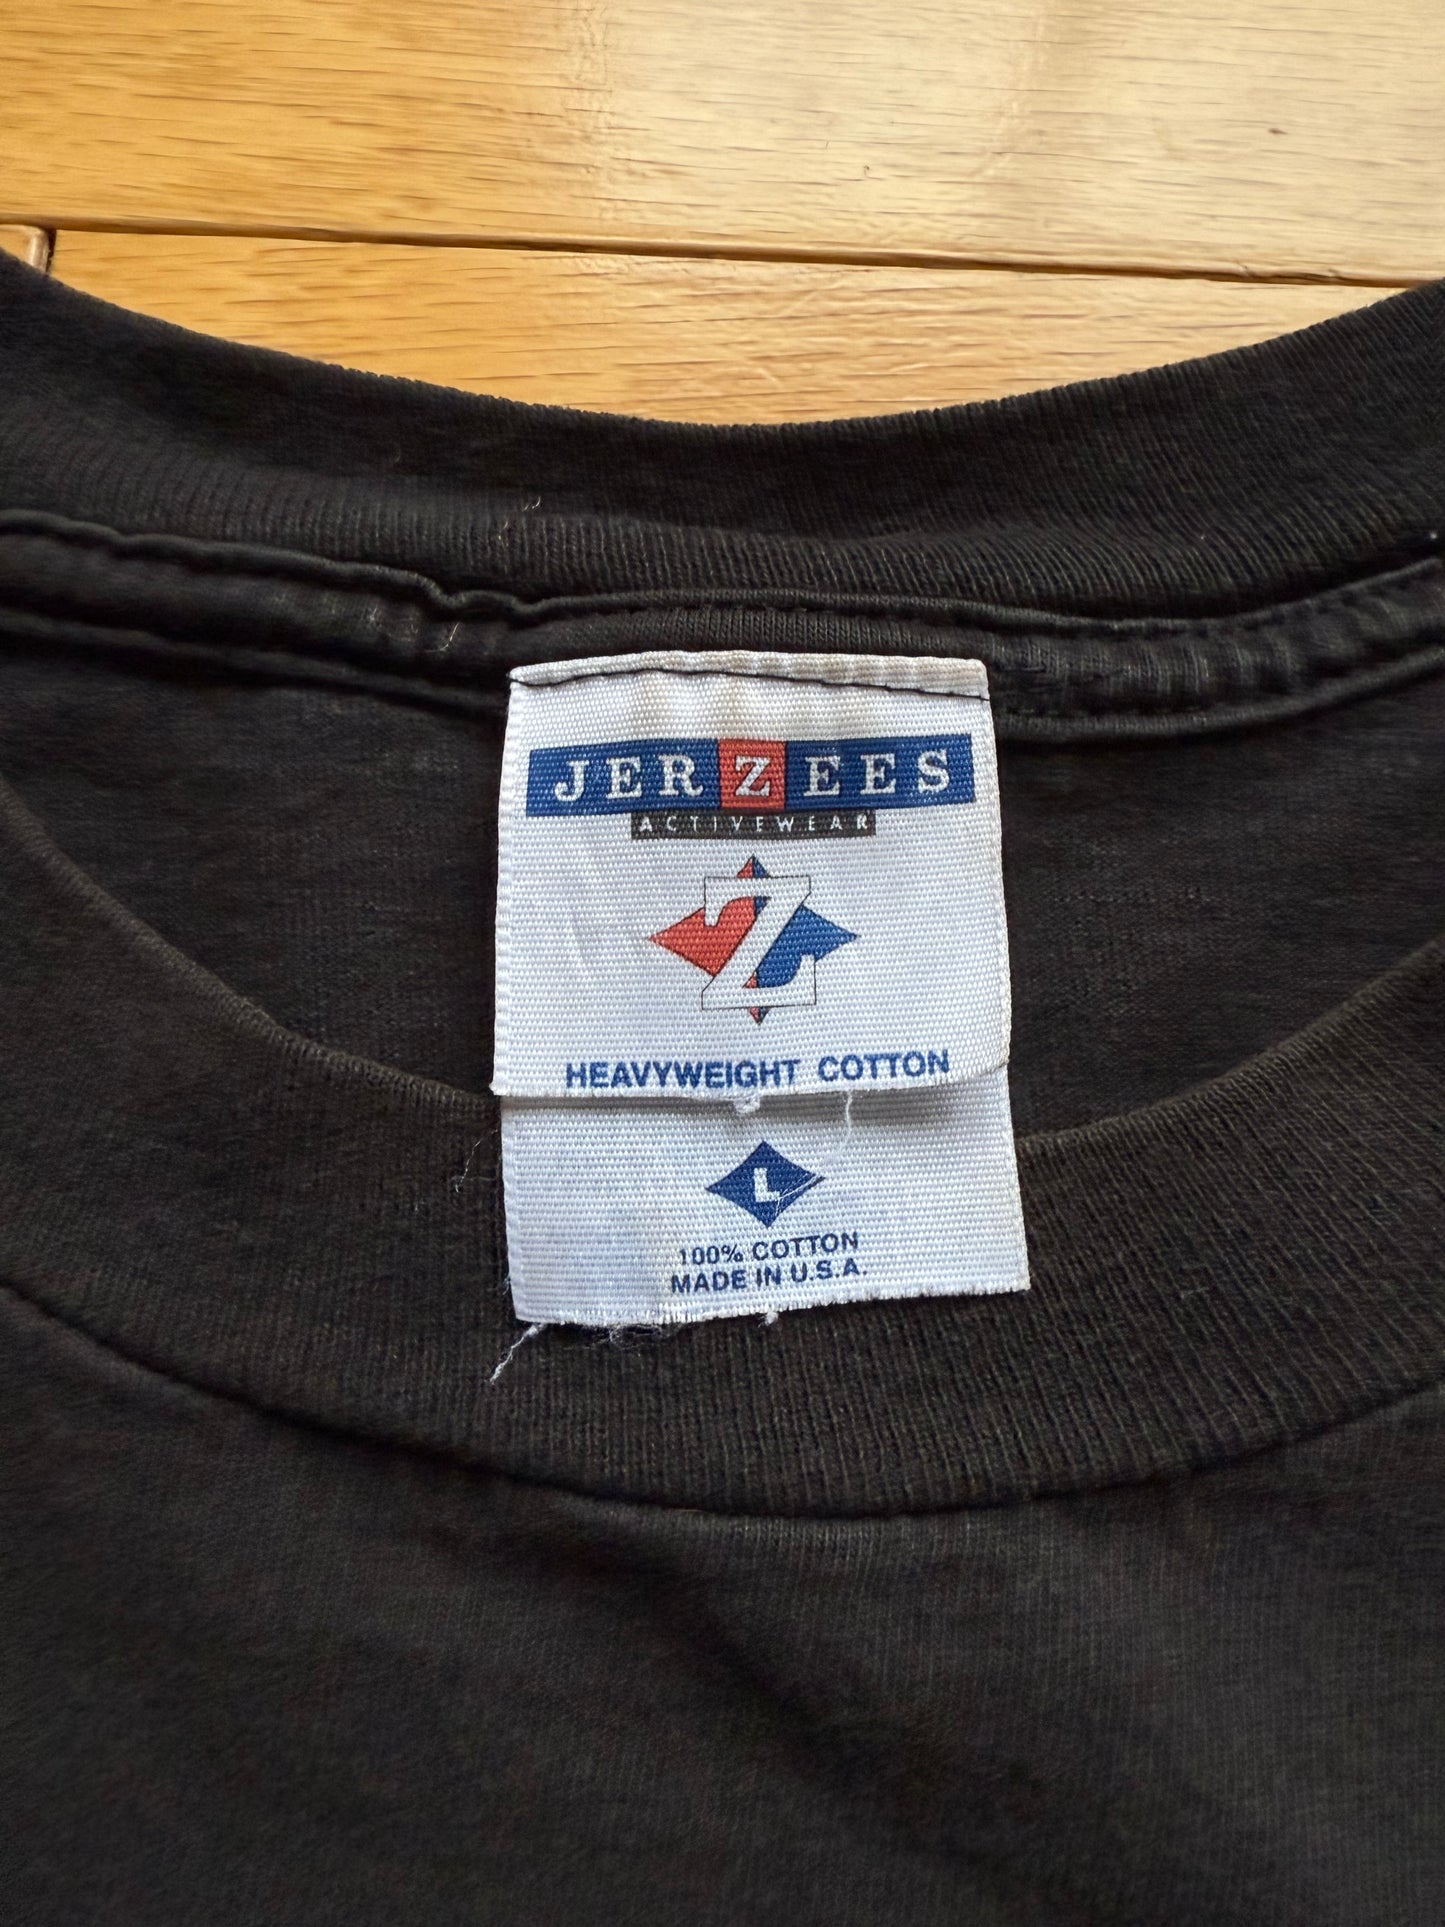 JERZEES
ACTIVEWEAR
Z
HEAVYWEIGHT COTTON
L
100% COTTON
MADE IN U.S.A.